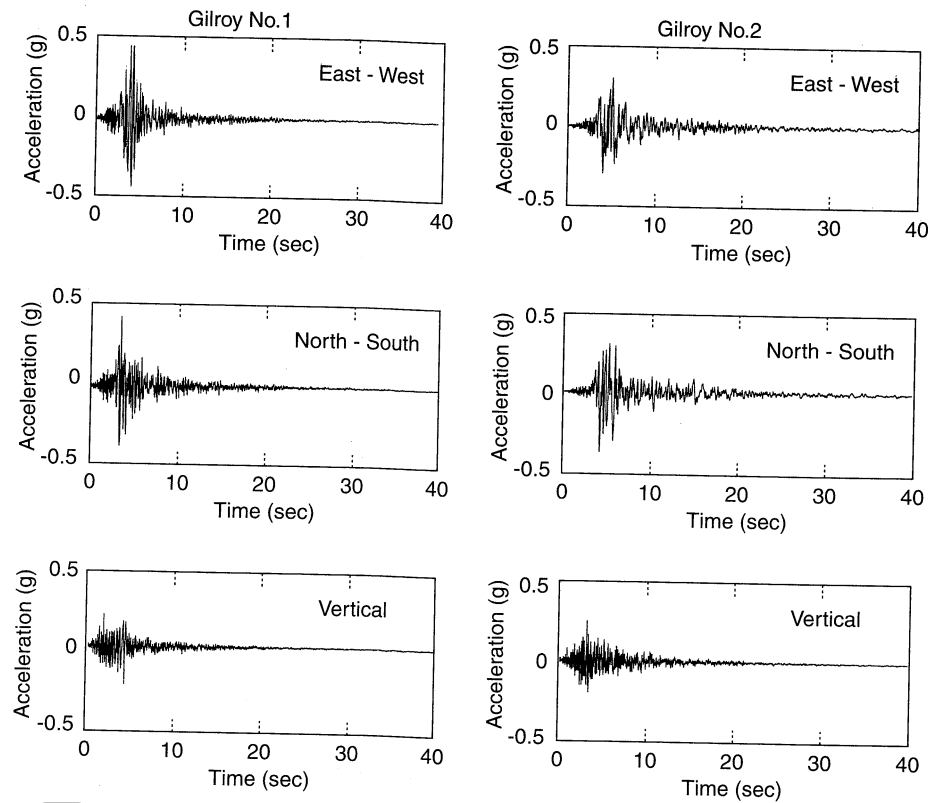 Gilroy No.1
0.5
East - West
Acceleration (g)
0
-0.5
0 10 20 30 40
Time (sec)
Gilroy No.2
0.5
East - West
Acceleration (g)
0
-0.5
0 10 20 30 40
Time (sec)
0.5
North - South
Acceleration (g)
0
-0.5
0 10 20 30 40
Time (sec)
0.5
North - South
Acceleration (g)
0
-0.5
0 10 20 30 40
Time (sec)
0.5
Vertical
Acceleration (g)
0
-0.5
0 10 20 30 40
Time (sec)
0.5
Vertical
Acceleration (g)
0
-0.5
0 10 20 30 40
Time (sec)